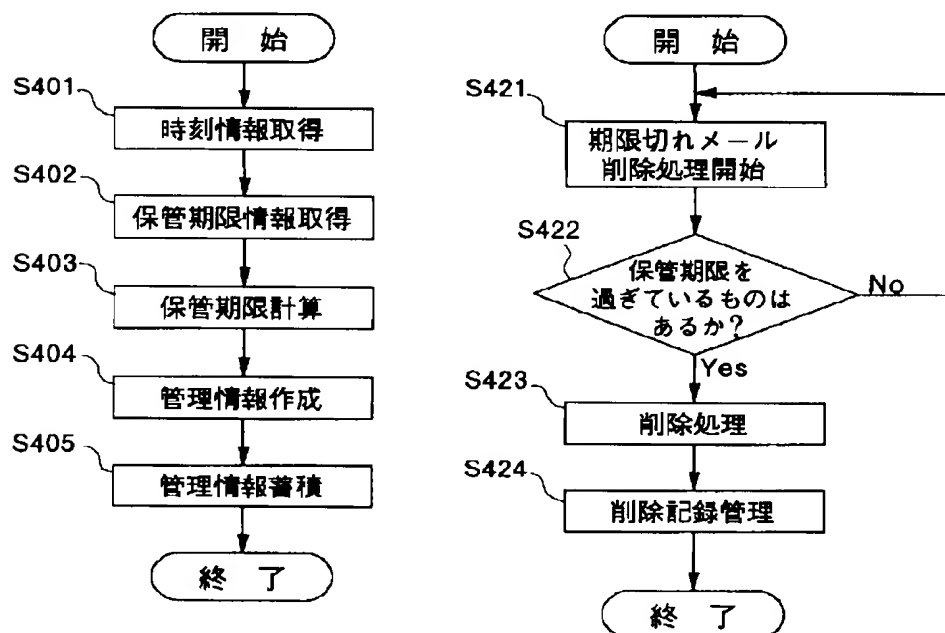 開 始
S401
時刻情報取得
S402
保管期限情報取得
S403
保管期限計算
S404
管理情報作成
S405
管理情報蓄積
終 了
開 始
S421
期限切れメール
削除処理開始
S422
保管期限を
過ぎているものは
あるか?
No
Yes
S423
削除処理
S424
削除記録管理
終 了